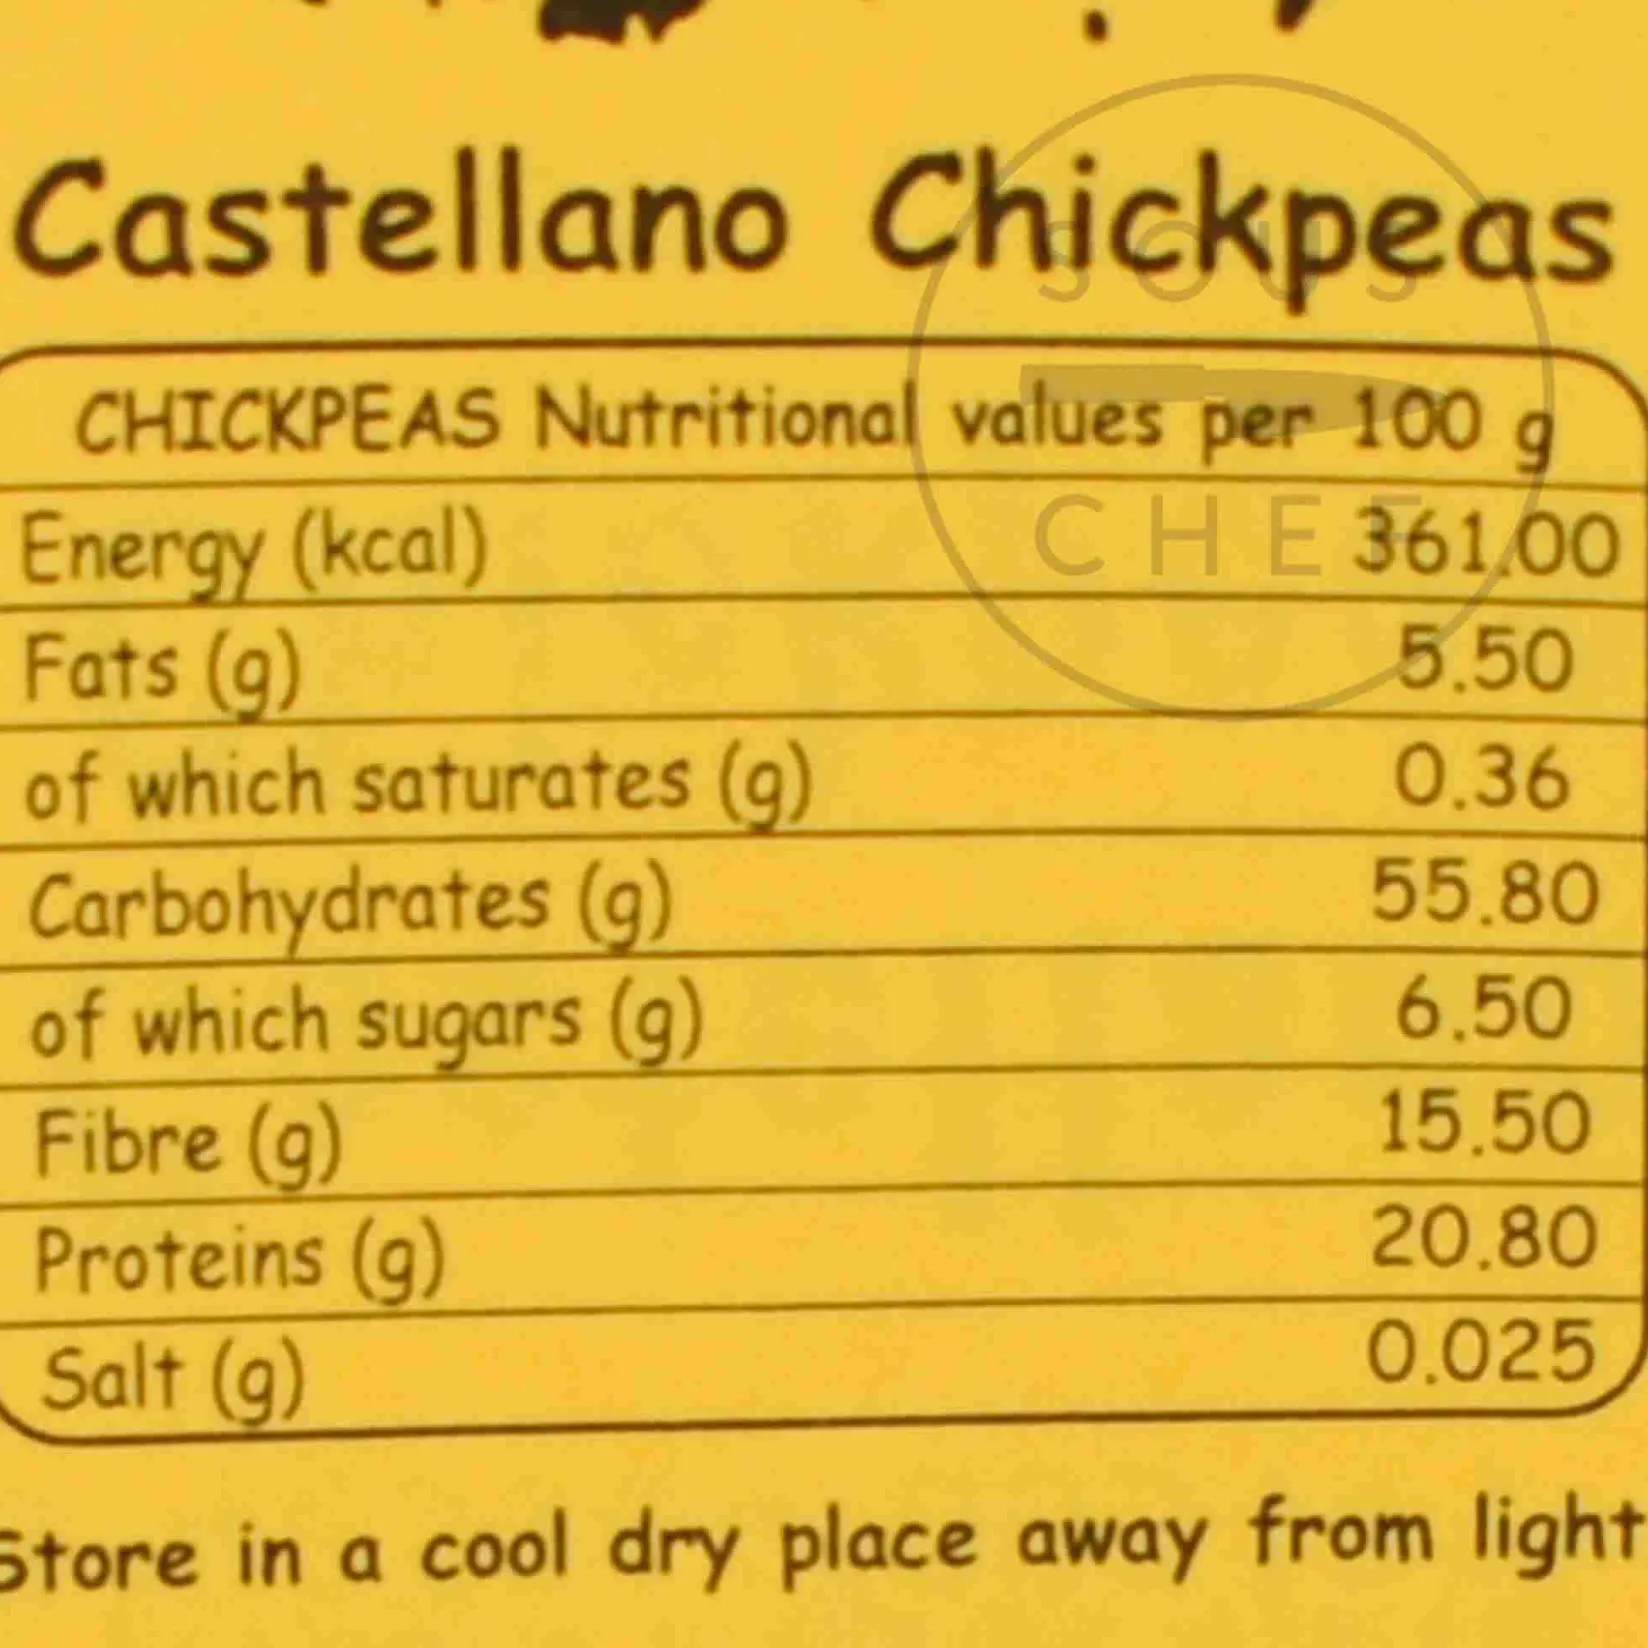 Castellano Chickpeas
CHICKPEAS Nutritional values per 100 g
Energy (kcal) 361.00
Fats (g) 5.50
of which saturates (g) 0.36
Carbohydrates (g) 55.80
of which sugars (g) 6.50
Fibre (g) 15.50
Proteins (g) 20.80
Salt (g) 0.025
Store in a cool dry place away from light
SOUS
CHEF